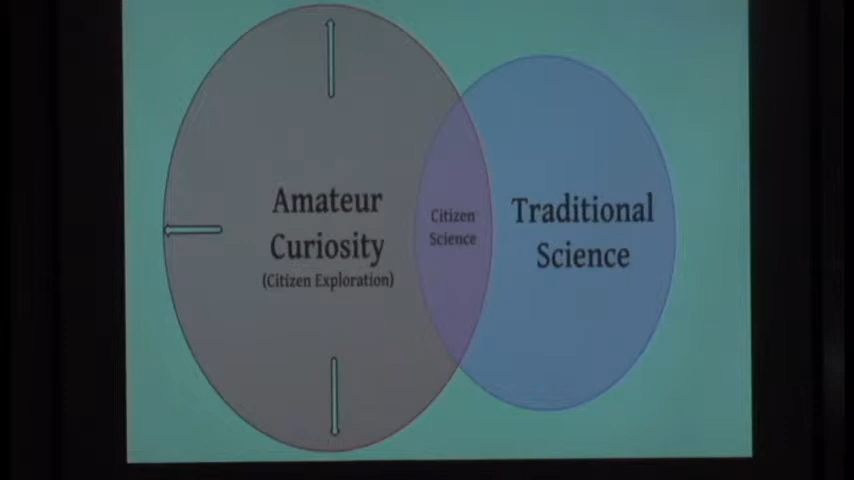 Amateur
Curiosity
(Citizen Exploration)
Citizen
Science
Traditional
Science